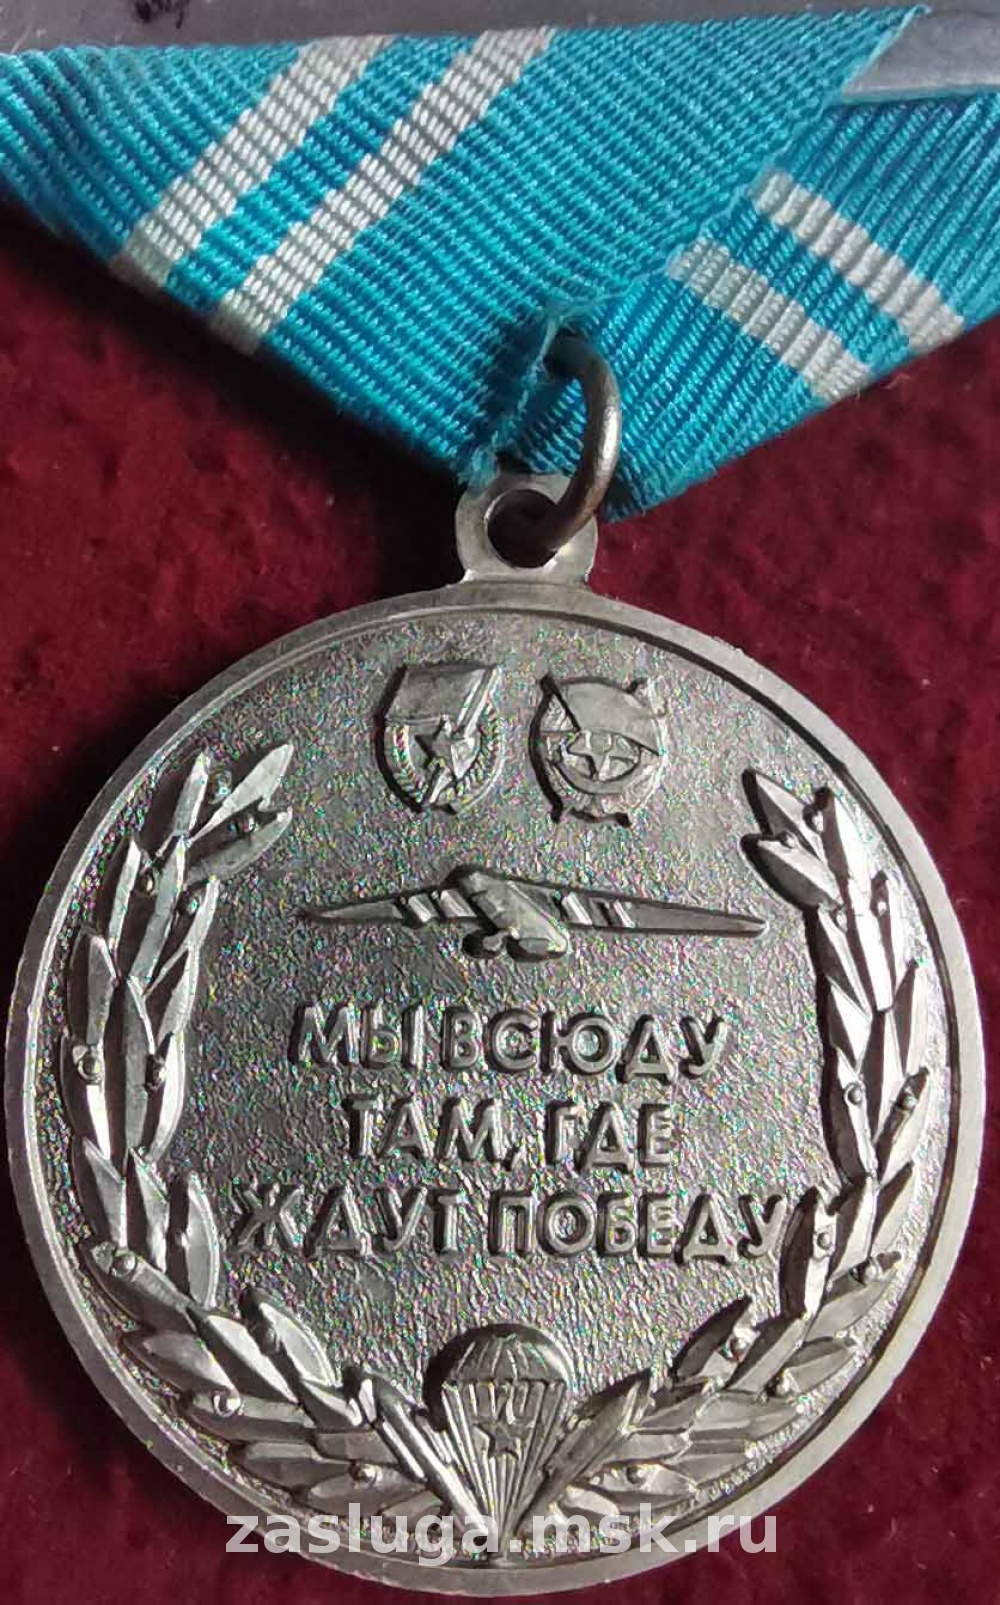 МЫ ВСЮДУ
ТАМ, ГДЕ
ЖДУТ ПОБЕДУ
zasluga.msk.ru